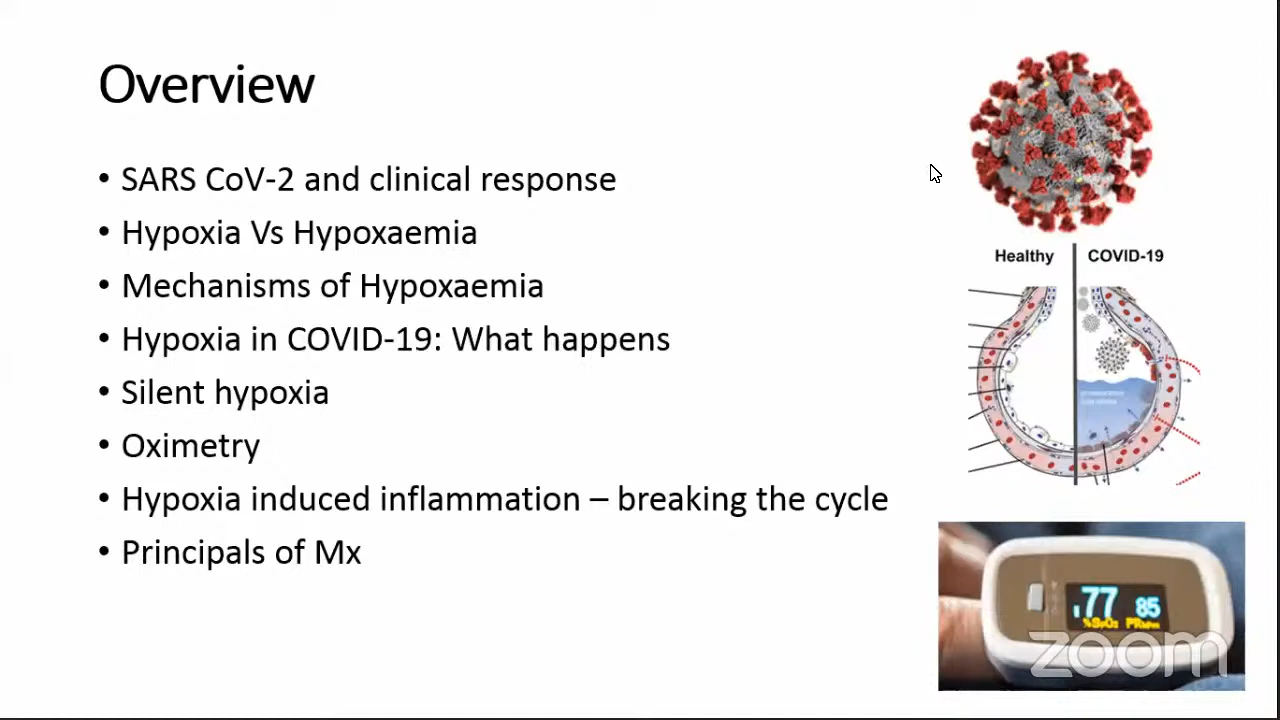 Overview
• SARS CoV-2 and clinical response
• Hypoxia Vs Hypoxaemia
• Mechanisms of Hypoxaemia
• Hypoxia in COVID-19: What happens
• Silent hypoxia
• Oximetry
• Hypoxia induced inflammation – breaking the cycle
• Principals of Mx
Healthy COVID-19
77 85
%SpO₂ PRbpm
zoom